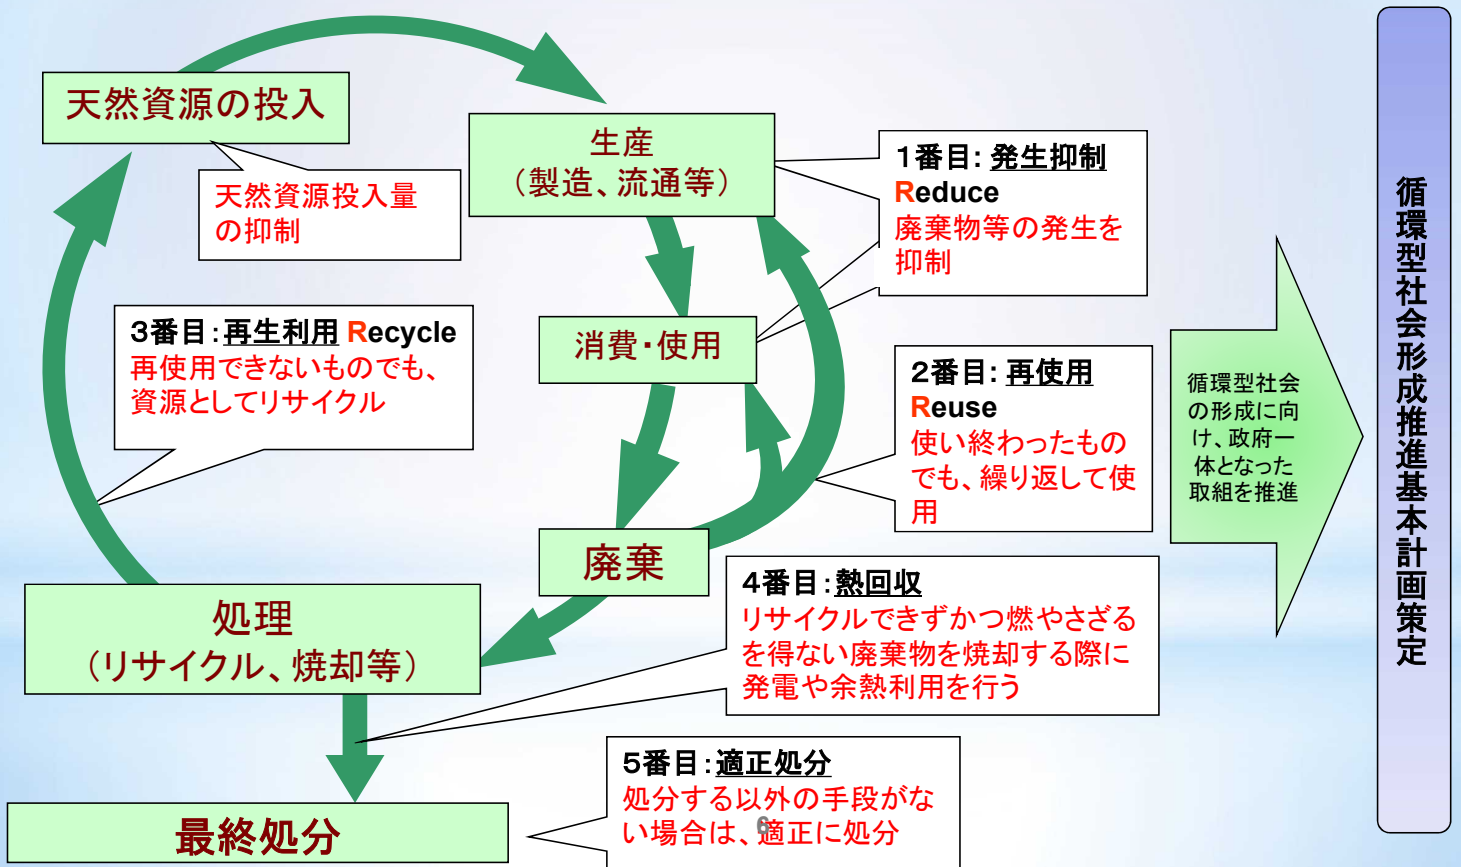 天然資源の投入
天然資源投入量
の抑制
生産
（製造、流通等）
1番目：発生抑制
Reduce
廃棄物等の発生を
抑制
3番目：再生利用 Recycle
再使用できないものでも、
資源としてリサイクル
消費・使用
2番目：再使用
Reuse
使い終わったもの
でも、繰り返して使
用
廃棄
処理
（リサイクル、焼却等）
4番目：熱回収
リサイクルできずかつ燃やさざる
を得ない廃棄物を焼却する際に
発電や余熱利用を行う
最終処分
5番目：適正処分
処分する以外の手段がな
い場合は、適正に処分
6
循環型社会
の形成に向
け、政府一
体となった
取組を推進
循環型社会形成推進基本計画策定